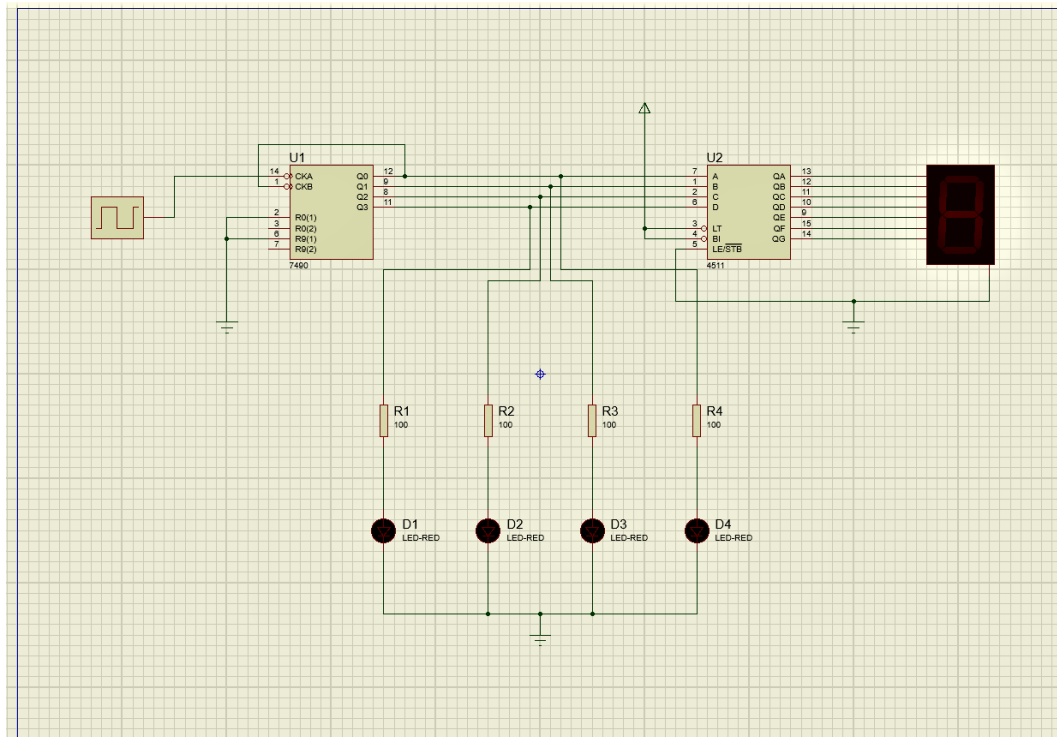 U1
14 CKA Q0 12
1 CKB Q1 9
Q2 8
Q3 11
2 R0(1)
3 R0(2)
6 R9(1)
7 R9(2)
7490
U2
7 A QA 13
1 B QB 12
2 C QC 11
6 D QD 10
QE 9
3 LT QF 15
4 BI QG 14
5 LE/STB
4511
R1
100
R2
100
R3
100
R4
100
D1
LED-RED
D2
LED-RED
D3
LED-RED
D4
LED-RED